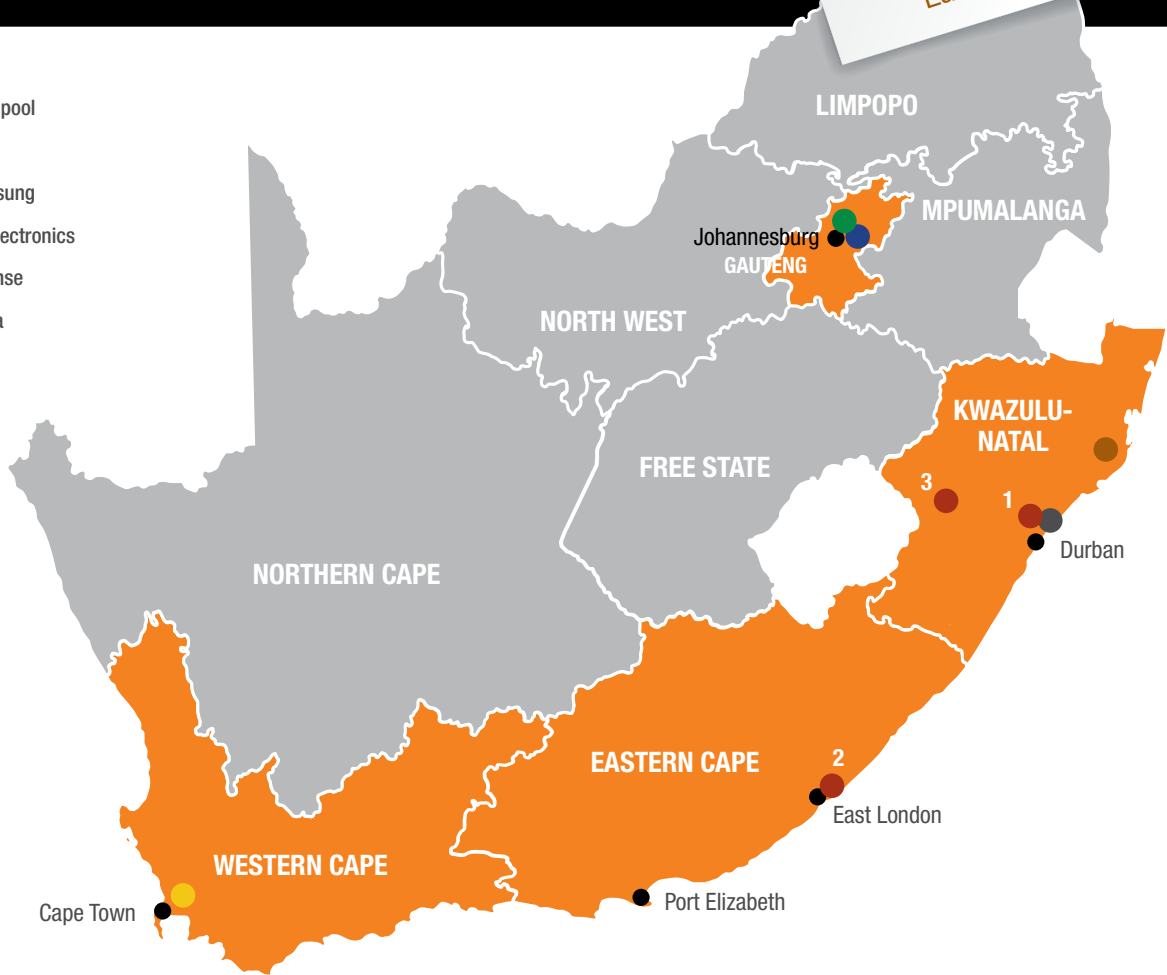 LIMPOPO
pool
sung
ectronics
nse
a
MPUMALANGA
Johannesburg
GAUTENG
NORTH WEST
KWAZULU-
NATAL
FREE STATE
3
1
Durban
NORTHERN CAPE
EASTERN CAPE
2
East London
WESTERN CAPE
Port Elizabeth
Cape Town